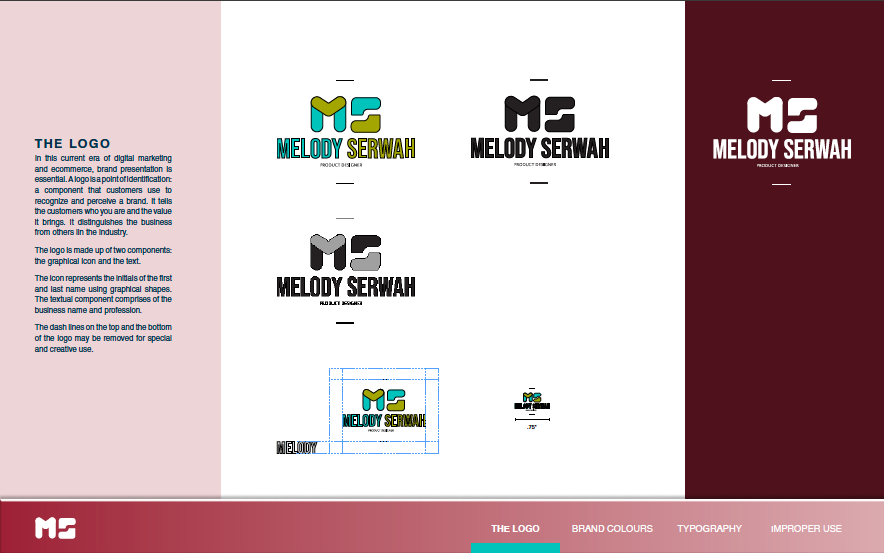 THE LOGO
In this current era of digital marketing
and ecommerce, brand presentation is
essential. A logo is a point of identification:
a component that customers use to
recognize and perceive a brand. It tells
the customers who you are and the value
it brings. It distinguishes the business
from others iin the industry.
The logo is made up of two components:
the graphical icon and the text.
The icon represents the initials of the first
and last name using graphical shapes.
The textual component comprises of the
business name and profession.
The dash lines on the top and the bottom
of the logo may be removed for special
and creative use.
MS
MELODY SERWAH
PRODUCT DESIGNER
MS
MELODY SERWAH
PRODUCT DESIGNER
MS
MELODY SERWAH
PRODUCT DESIGNER
MS
MELODY SERWAH
PRODUCT DESIGNER
MS
MELODY SERWAH
PRODUCT DESIGNER
MELODY
MS
MELODY SERWAH
.75"
MS
THE LOGO
BRAND COLOURS
TYPOGRAPHY
IMPROPER USE